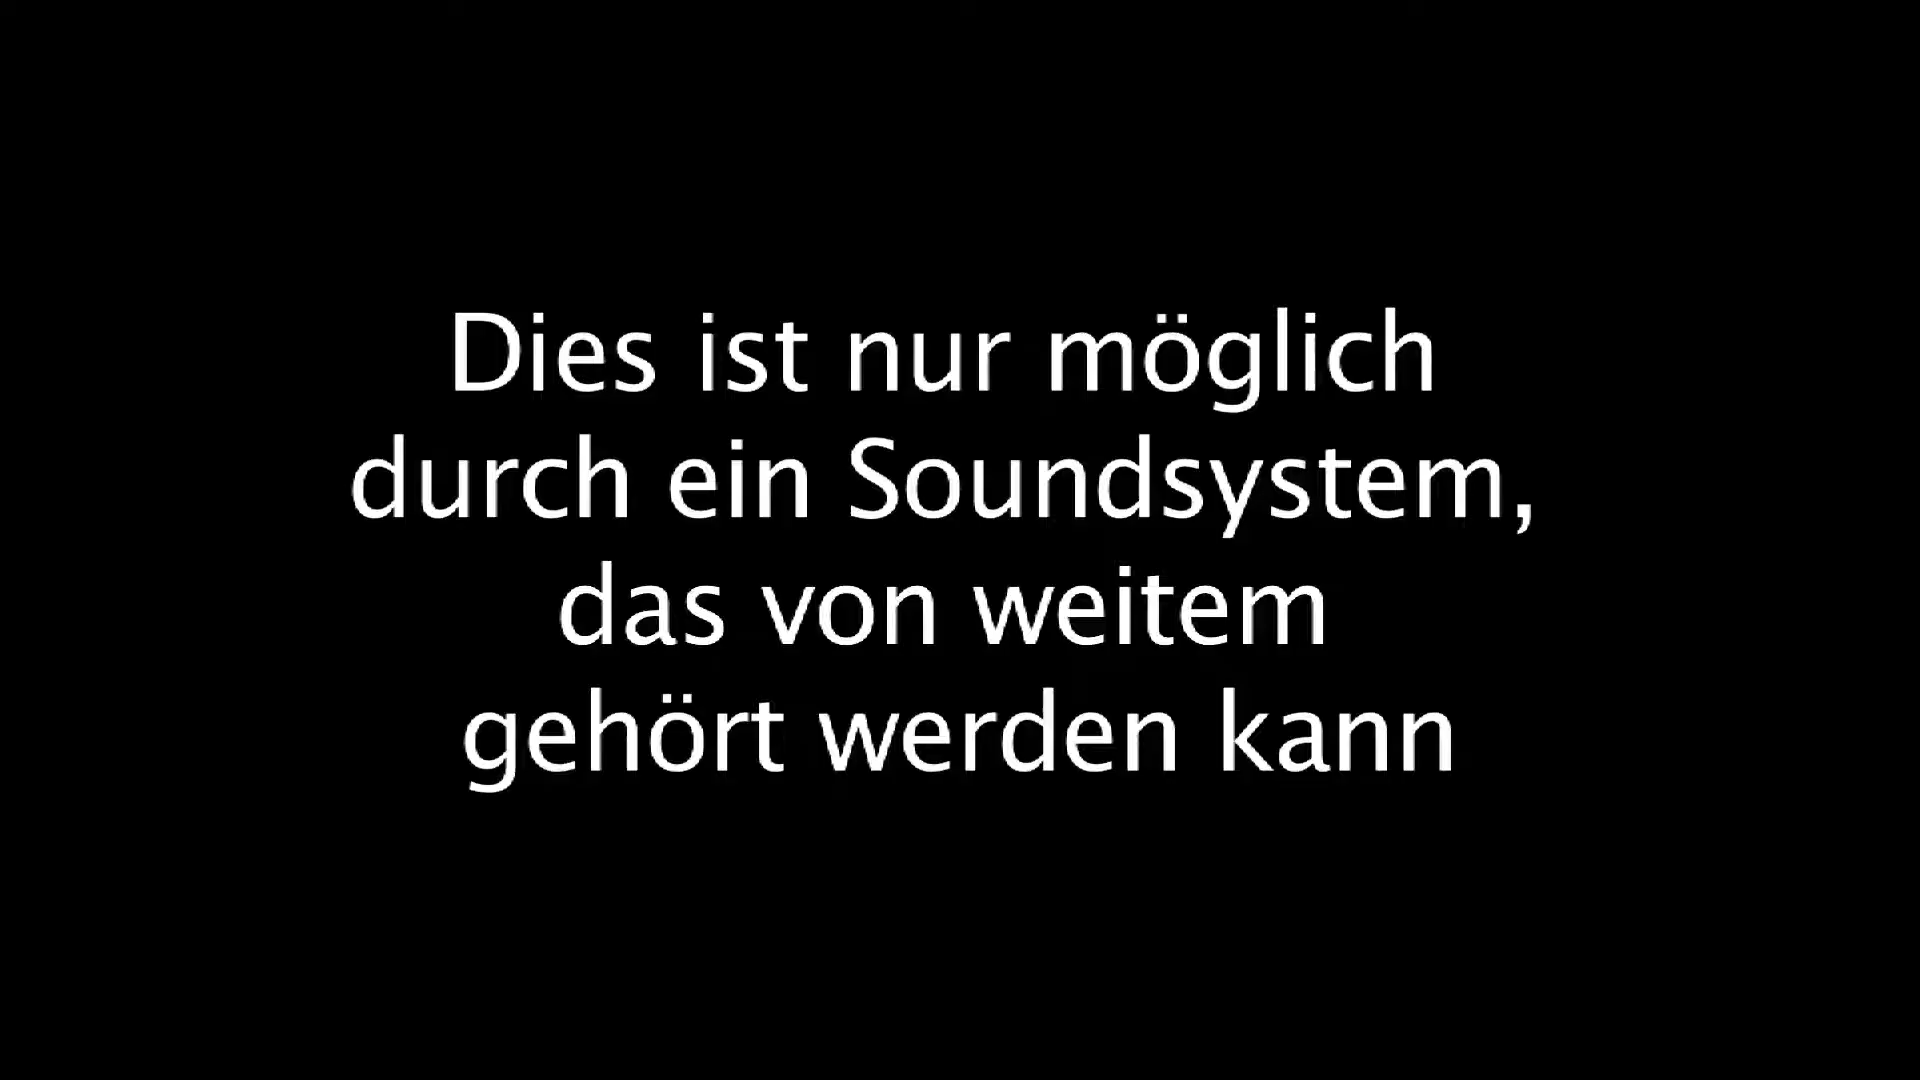 Dies ist nur möglich
durch ein Soundsystem,
das von weitem
gehört werden kann